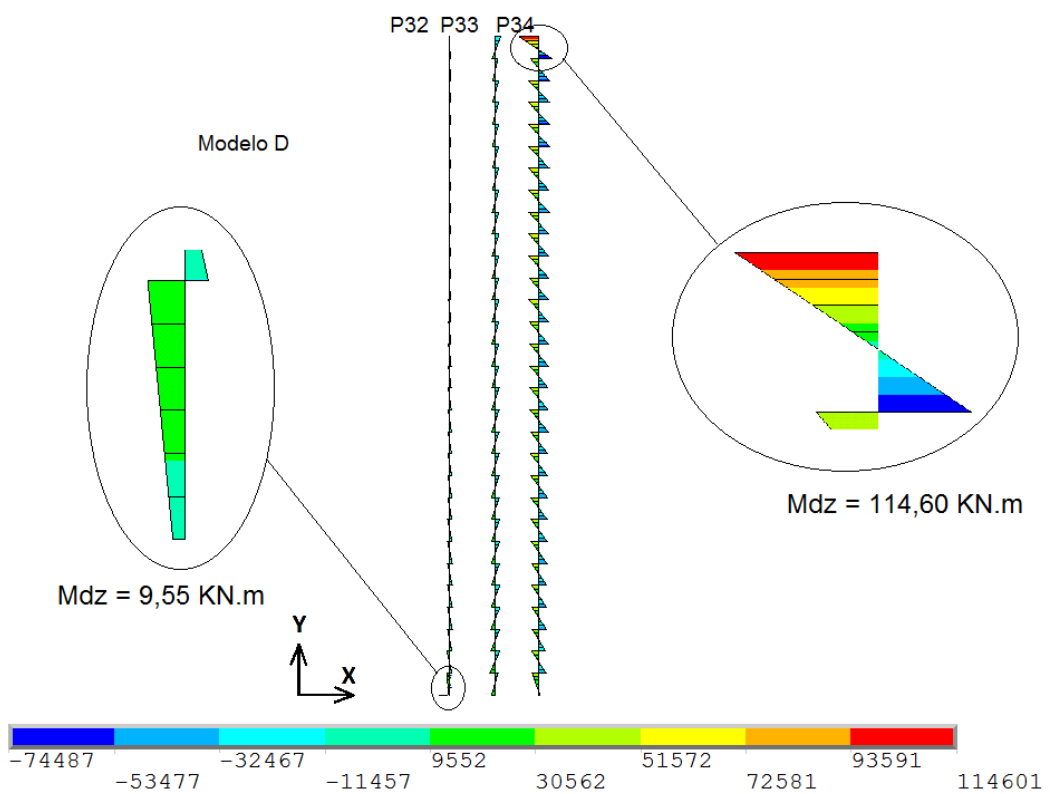 P32 P33 P34
Modelo D
Mdz = 114,60 KN.m
Mdz = 9,55 KN.m
Y
X
-74487 -32467 9552 51572 93591
-53477 -11457 30562 72581 114601